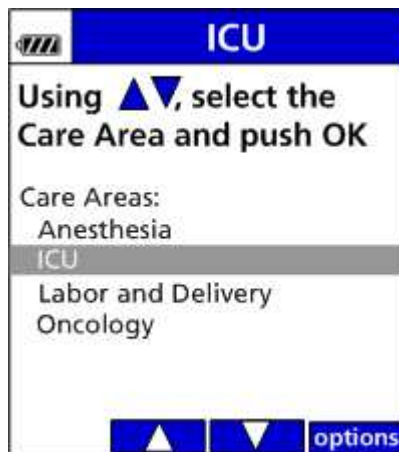 ICU
Using ▲▼, select the
Care Area and push OK
Care Areas:
Anesthesia
ICU
Labor and Delivery
Oncology
options